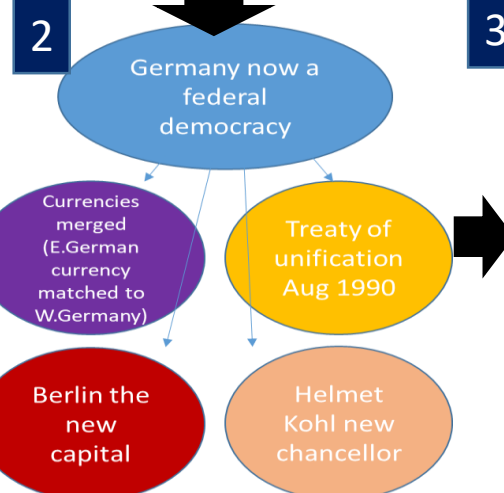 2
3
Germany now a
federal
democracy
Currencies
merged
(E.German
currency
matched to
W.Germany)
Treaty of
unification
Aug 1990
Berlin the
new
capital
Helmet
Kohl new
chancellor